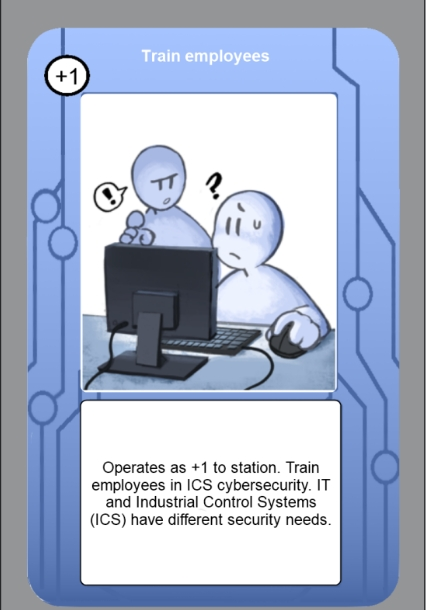 Train employees
+1
!
?
Operates as +1 to station. Train
employees in ICS cybersecurity. IT
and Industrial Control Systems
(ICS) have different security needs.